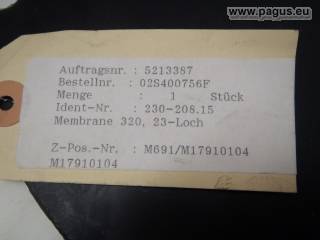 www.pagus.eu
Auftragsnr. : 5213387
Bestellnr. : 02S400756F
Menge : 1 Stück
Ident-Nr. : 230-208.15
Membrane 320, 23-Loch
Z-Pos.-Nr. : M691/M17910104
M17910104